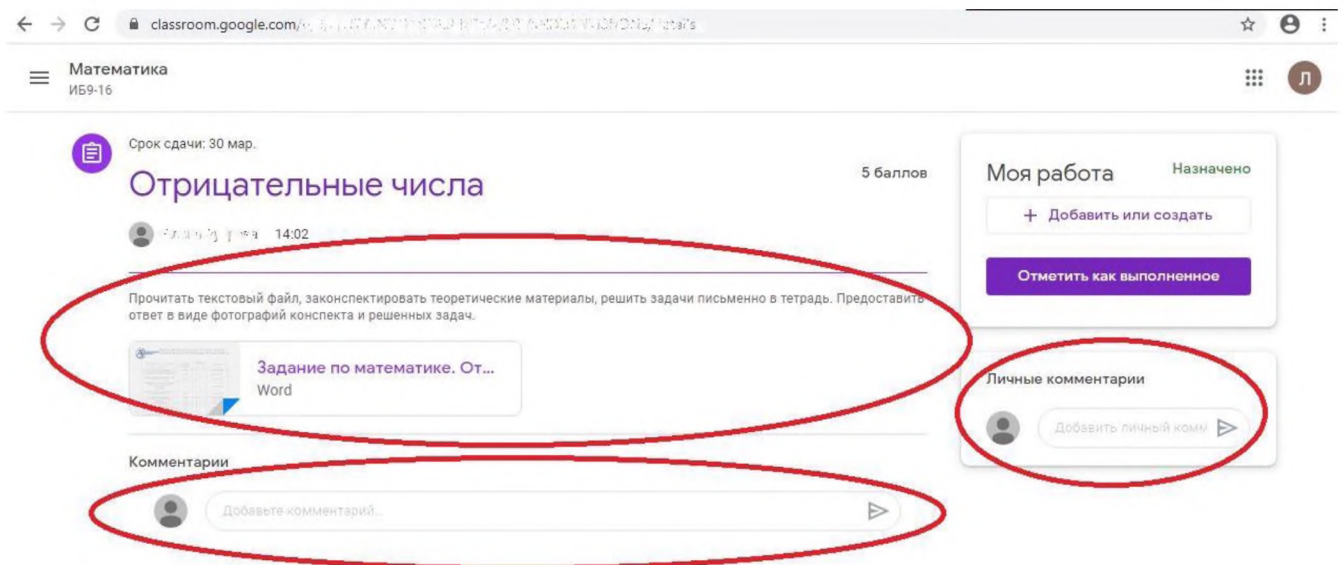 classroom.google.com/
Математика
ИБ9-16
Срок сдачи: 30 мар.
Отрицательные числа
5 баллов
14:02
Прочитать текстовый файл, законспектировать теоретические материалы, решить задачи письменно в тетрадь. Предоставить
ответ в виде фотографий конспекта и решенных задач.
Задание по математике. От...
Word
Комментарии
Добавьте комментарий...
Моя работа
Назначено
+ Добавить или создать
Отметить как выполненное
Личные комментарии
Добавить личный комм
Л